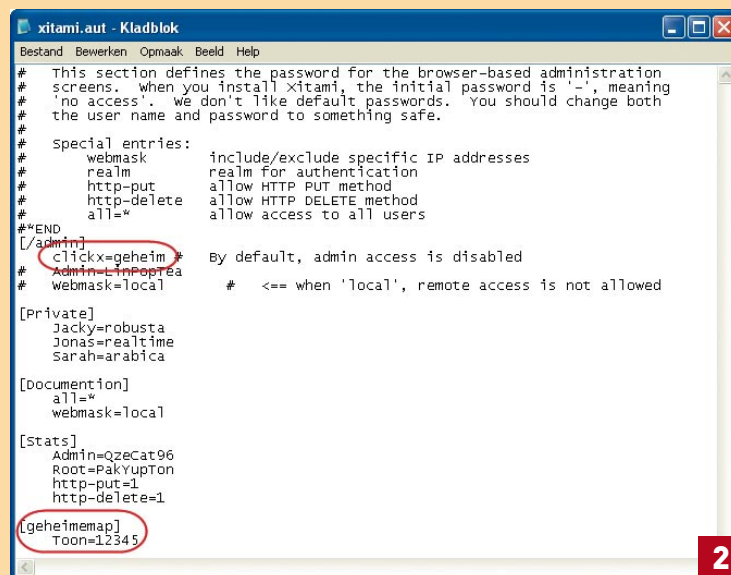 xitami.aut - Kladblok
Bestand Bewerken Opmaak Beeld Help
# This section defines the password for the browser-based administration
# screens. When you install Xitami, the initial password is '-', meaning
# 'no access'. We don't like default passwords. You should change both
# the user name and password to something safe.
#
# Special entries:
# webmask include/exclude specific IP addresses
# realm realm for authentication
# http-put allow HTTP PUT method
# http-delete allow HTTP DELETE method
# all=* allow access to all users
#*END
[/admin]
clickx=geheim # By default, admin access is disabled
# Admin=LinPopTea
# webmask=local # <== when 'local', remote access is not allowed
[Private]
Jacky=robusta
Jonas=realtime
Sarah=arabica
[Documention]
all=*
webmask=local
[Stats]
Admin=QzeCat96
Root=PakYupTon
http-put=1
http-delete=1
[geheimemap]
Toon=12345
2